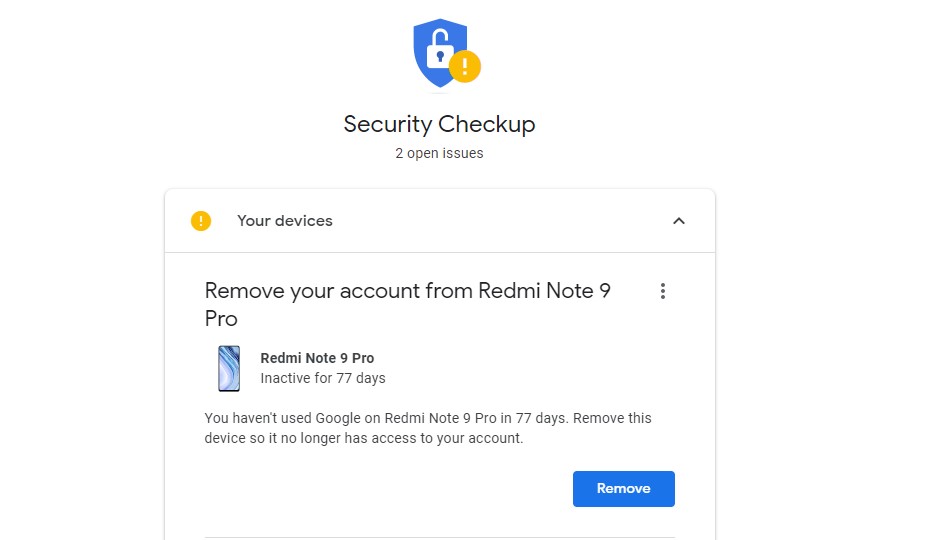 Security Checkup
2 open issues
Your devices
Remove your account from Redmi Note 9
Pro
Redmi Note 9 Pro
Inactive for 77 days
You haven't used Google on Redmi Note 9 Pro in 77 days. Remove this
device so it no longer has access to your account.
Remove